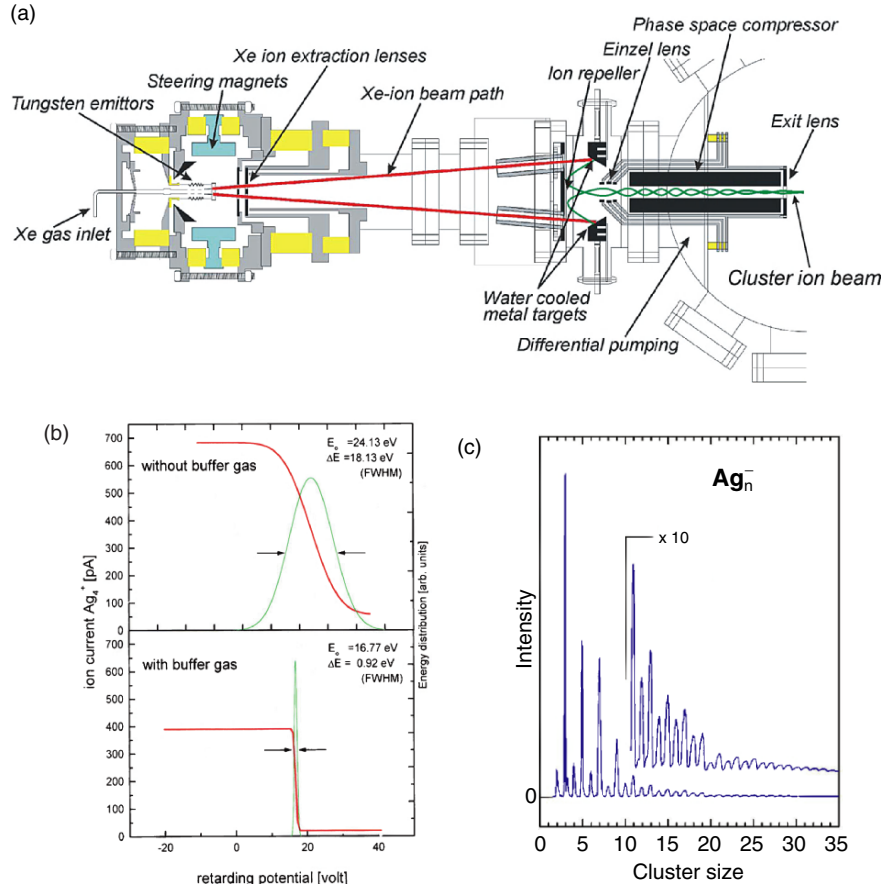 (a)
Phase space compressor
Einzel lens
Xe ion extraction lenses
Ion repeller
Steering magnets
Xe-ion beam path
Exit lens
Tungsten emittors
Xe gas inlet
Cluster ion beam
Water cooled
metal targets
Differential pumping
(b)
700
600
500
400
300
200
100
0
without buffer gas
E₀ =24.13 eV
ΔE =18.13 eV
(FWHM)
ion current Ag₄⁺ [pA]
Energy distribution [arb. units]
700
600
500
400
300
200
100
0
with buffer gas
E₀ =16.77 eV
ΔE = 0.92 eV
(FWHM)
-20 0 20 40
retarding potential [volt]
(c)
Agₙ⁻
x 10
Intensity
0
0 5 10 15 20 25 30 35
Cluster size